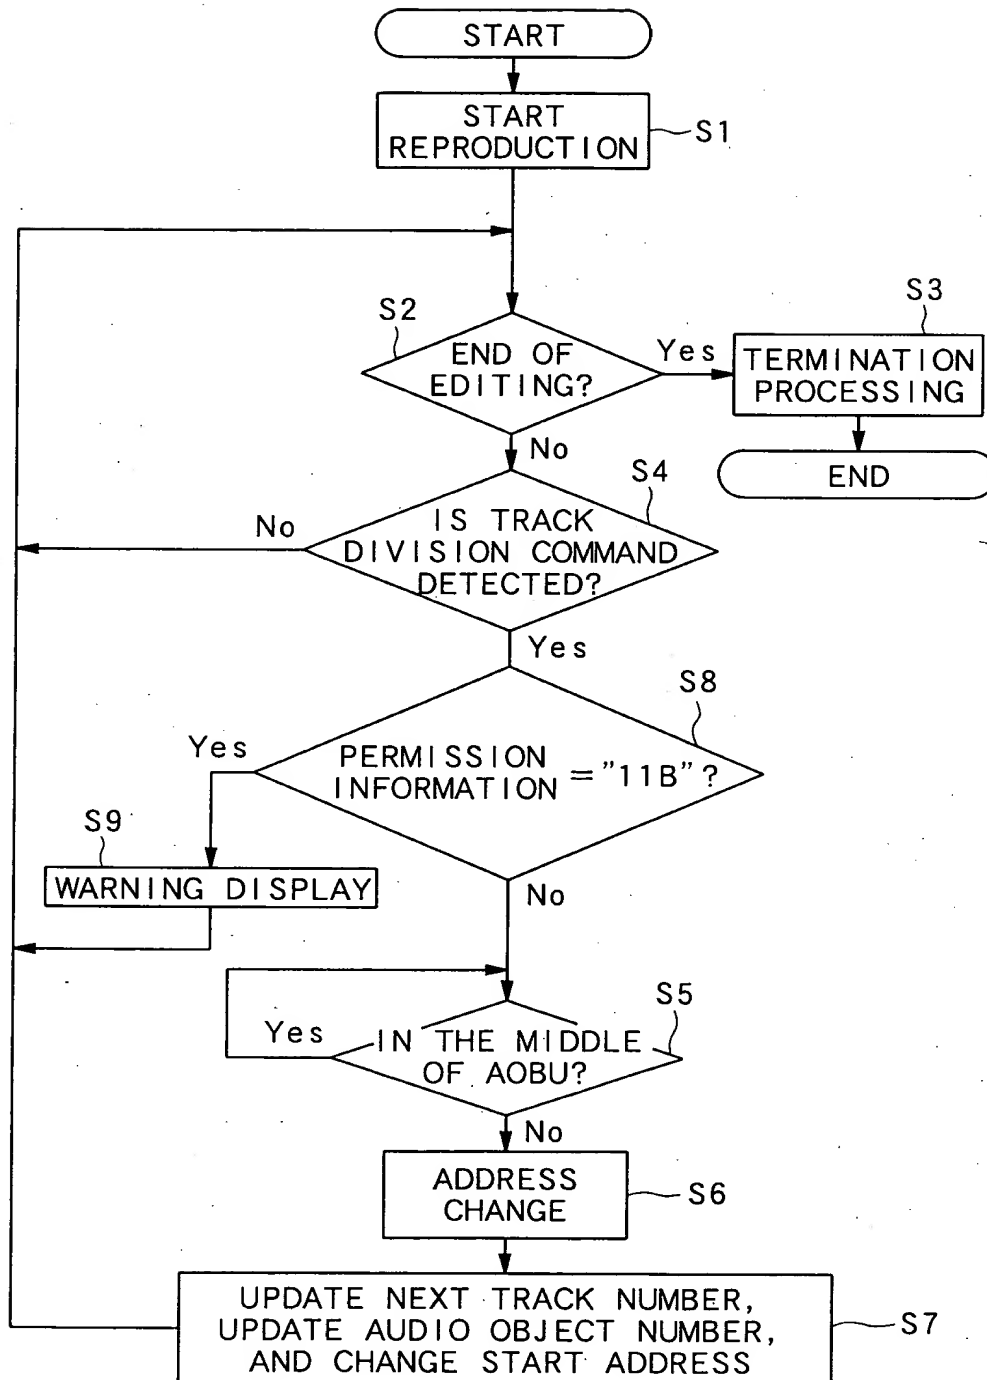 START
START
REPRODUCTION
S1
S2
END OF
EDITING?
Yes
S3
TERMINATION
PROCESSING
END
No
S4
IS TRACK
DIVISION COMMAND
DETECTED?
No
Yes
S8
PERMISSION
INFORMATION = "11B" ?
Yes
S9
WARNING DISPLAY
No
S5
IN THE MIDDLE
OF AOBU?
Yes
No
ADDRESS
CHANGE
S6
UPDATE NEXT TRACK NUMBER,
UPDATE AUDIO OBJECT NUMBER,
AND CHANGE START ADDRESS
S7